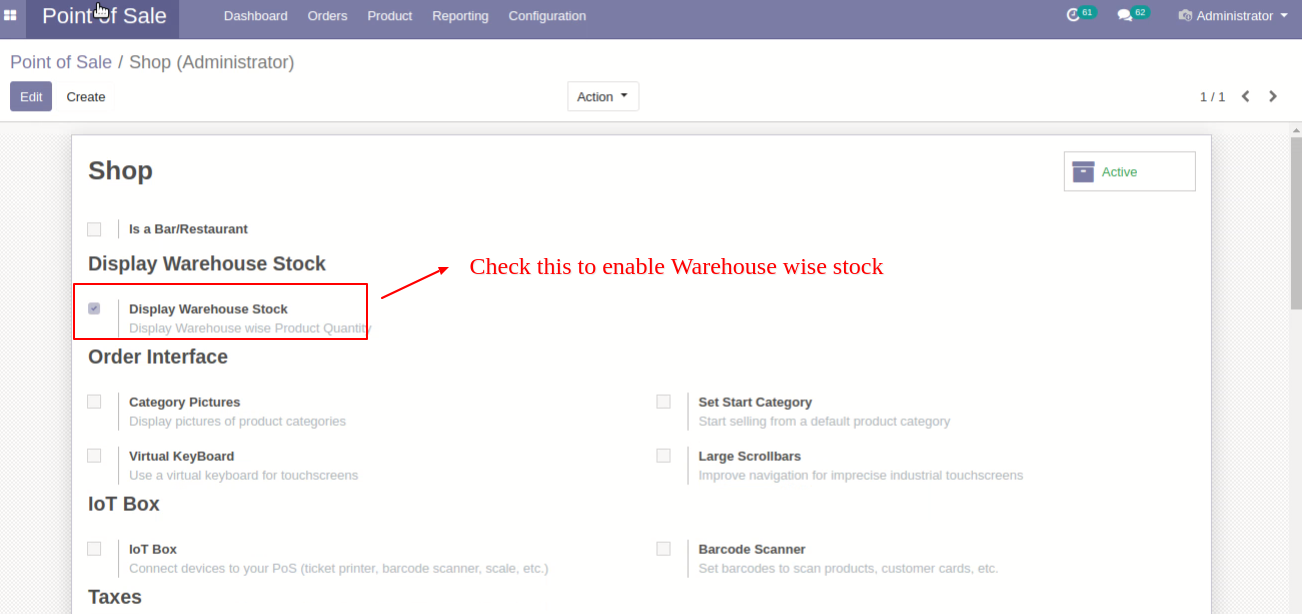 Point of Sale Dashboard Orders Product Reporting Configuration 61 62 Administrator
Point of Sale / Shop (Administrator)
Edit Create Action 1 / 1
Shop
Active
Is a Bar/Restaurant
Display Warehouse Stock
Check this to enable Warehouse wise stock
Display Warehouse Stock
Display Warehouse wise Product Quantity
Order Interface
Category Pictures
Display pictures of product categories
Set Start Category
Start selling from a default product category
Virtual KeyBoard
Use a virtual keyboard for touchscreens
Large Scrollbars
Improve navigation for imprecise industrial touchscreens
IoT Box
IoT Box
Connect devices to your PoS (ticket printer, barcode scanner, scale, etc.)
Barcode Scanner
Set barcodes to scan products, customer cards, etc.
Taxes